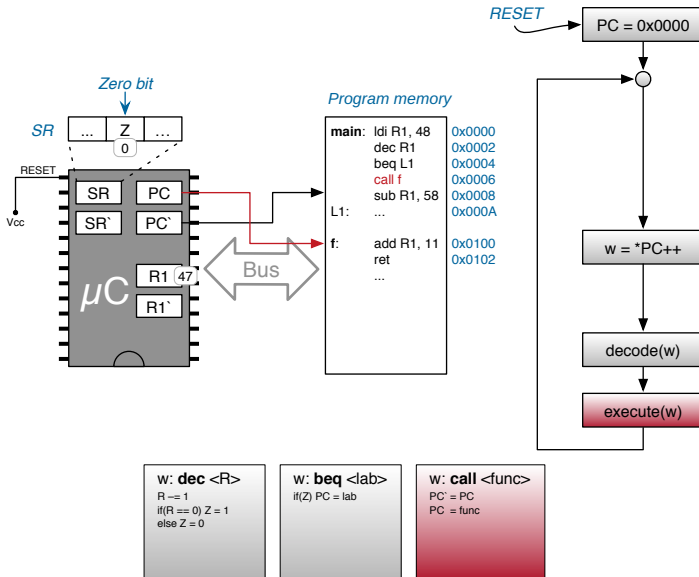 RESET
PC = 0x0000
Zero bit
Program memory
SR
...
Z
...
0
main: ldi R1, 48 0x0000
dec R1 0x0002
beq L1 0x0004
call f 0x0006
sub R1, 58 0x0008
L1: ... 0x000A
f: add R1, 11 0x0100
ret 0x0102
...
RESET
Vcc
SR
PC
SR`
PC`
R1
47
R1`
µC
Bus
w = *PC++
decode(w)
execute(w)
w: dec <R>
R −= 1
if(R == 0) Z = 1
else Z = 0
w: beq <lab>
if(Z) PC = lab
w: call <func>
PC` = PC
PC = func